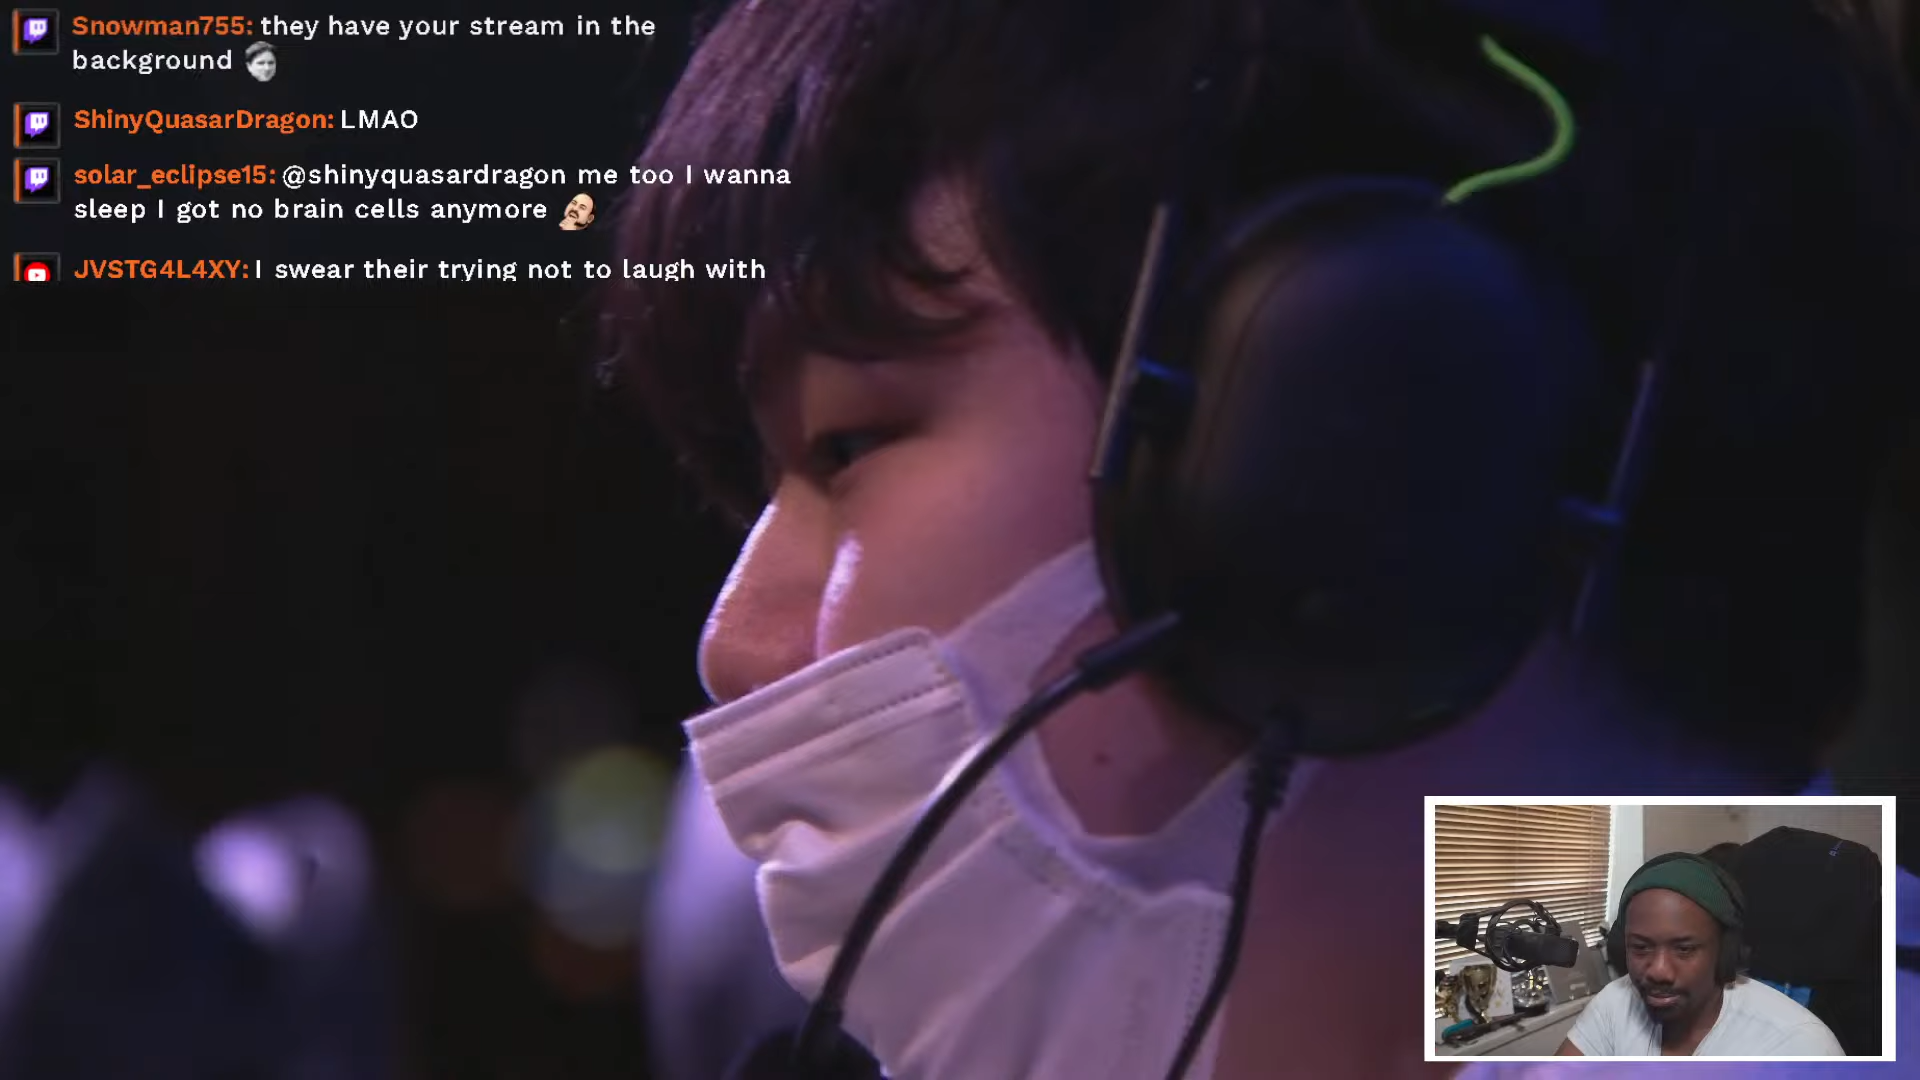 Snowman755: they have your stream in the
background
ShinyQuasarDragon: LMAO
solar_eclipse15: @shinyquasardragon me too I wanna
sleep I got no brain cells anymore
JVSTG4L4XY: I swear their trying not to laugh with